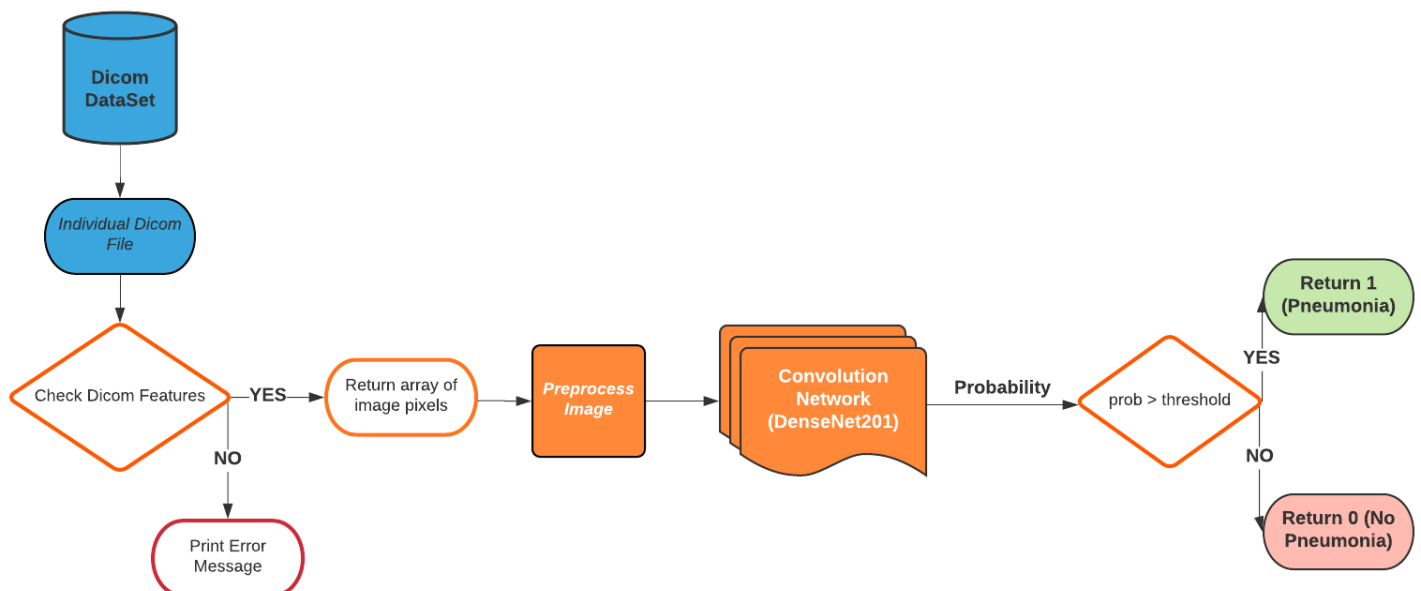 Dicom
DataSet
Individual Dicom
File
Check Dicom Features
YES
NO
Print Error
Message
Return array of
image pixels
Preprocess
Image
Convolution
Network
(DenseNet201)
Probability
prob > threshold
YES
Return 1
(Pneumonia)
NO
Return 0 (No
Pneumonia)